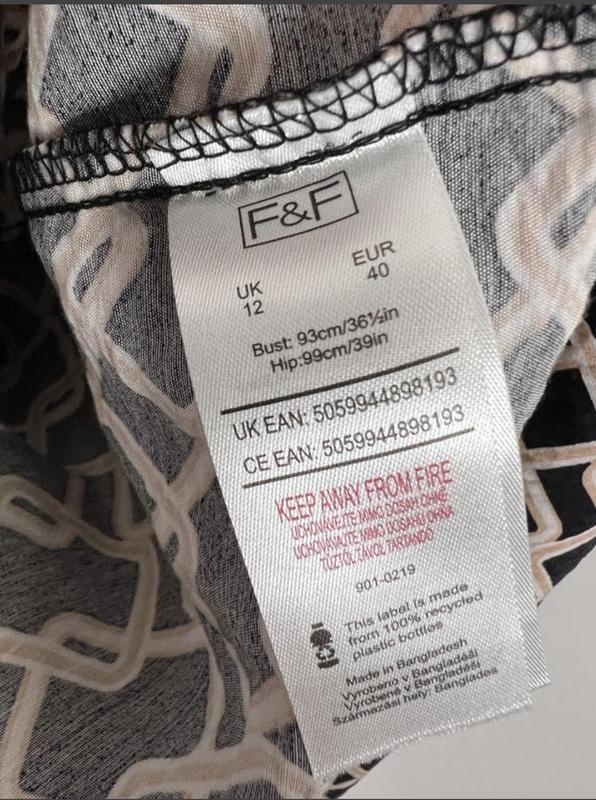 F&F
UK EUR
12 40
Bust: 93cm/36½in
Hip:99cm/39in
UK EAN: 5059944898193
CE EAN: 5059944898193
KEEP AWAY FROM FIRE
UCHOVÁVEJTE MIMO DOSAH OHNĚ
UCHOVÁVAJTE MIMO DOSAHU OHŇA
TŰZTŐL TÁVOL TARTANDÓ
901-0219
This label is made
from 100% recycled
plastic bottles
Made in Bangladesh
Vyrobeno v Bangladéši
Vyrobené v Bangladéši
Származási hely: Banglades